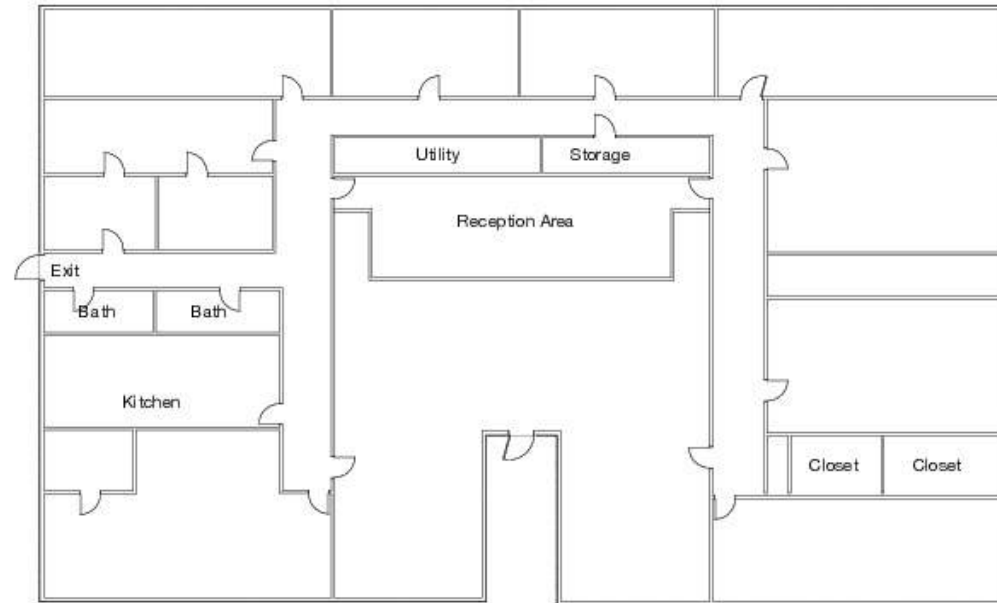 Utility
Storage
Reception Area
Exit
Bath
Bath
Kitchen
Closet
Closet